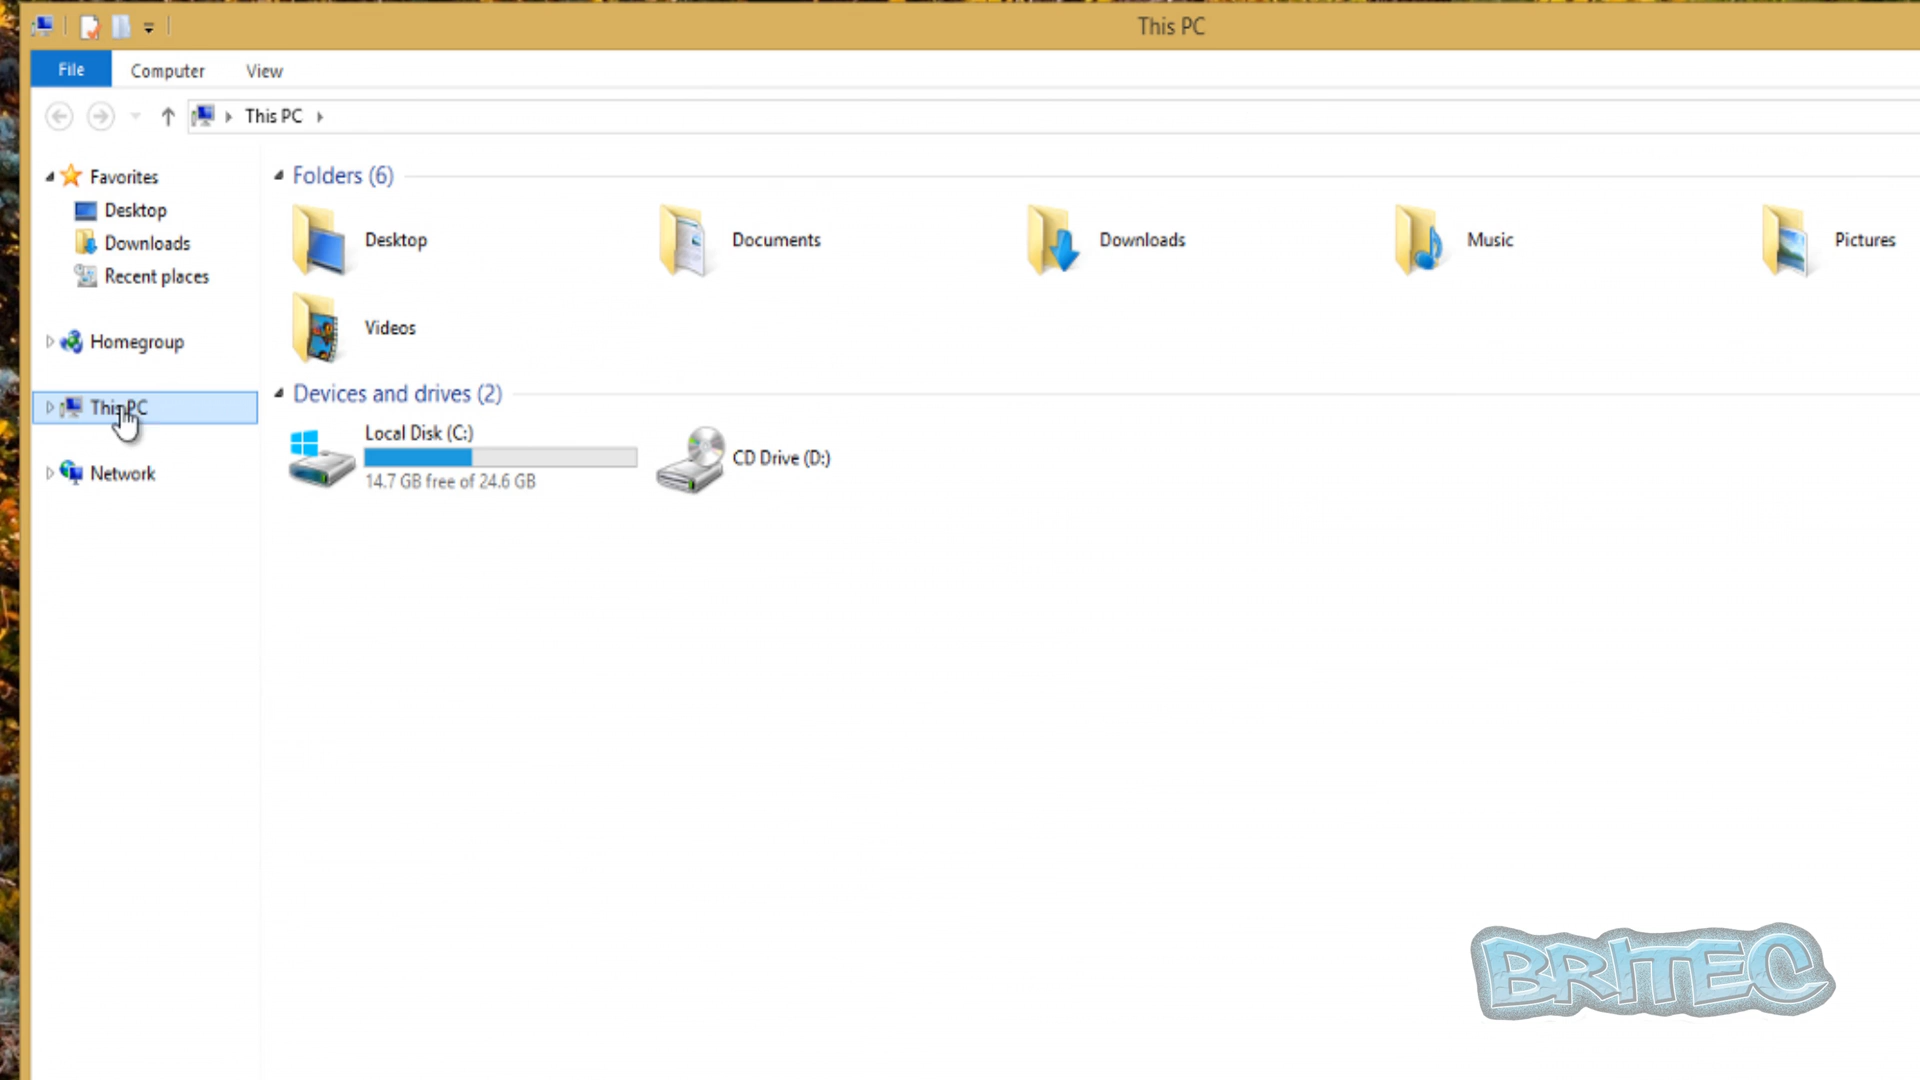 This PC
File Computer View
This PC
Favorites
Desktop
Downloads
Recent places
Homegroup
This PC
Network
Folders (6)
Desktop
Documents
Downloads
Music
Pictures
Videos
Devices and drives (2)
Local Disk (C:)
14.7 GB free of 24.6 GB
CD Drive (D:)
BRITEC